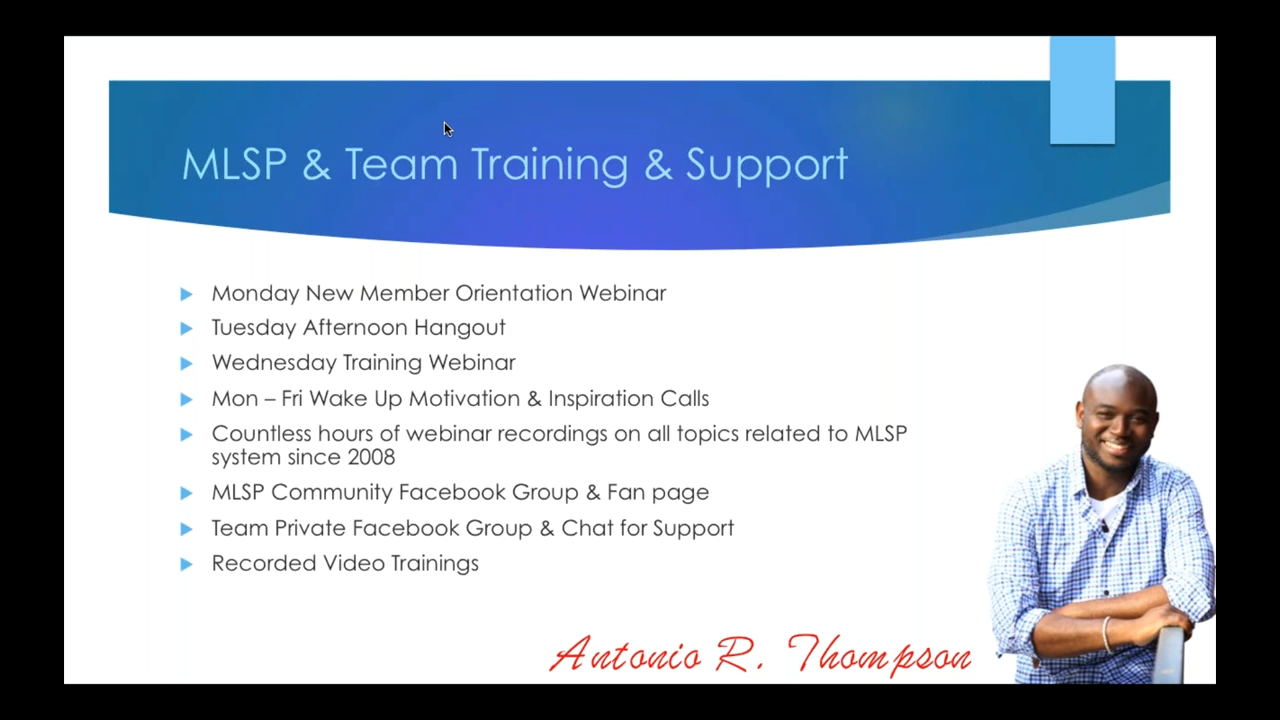 MLSP & Team Training & Support
Monday New Member Orientation Webinar
Tuesday Afternoon Hangout
Wednesday Training Webinar
Mon – Fri Wake Up Motivation & Inspiration Calls
Countless hours of webinar recordings on all topics related to MLSP
system since 2008
MLSP Community Facebook Group & Fan page
Team Private Facebook Group & Chat for Support
Recorded Video Trainings
Antonio R. Thompson